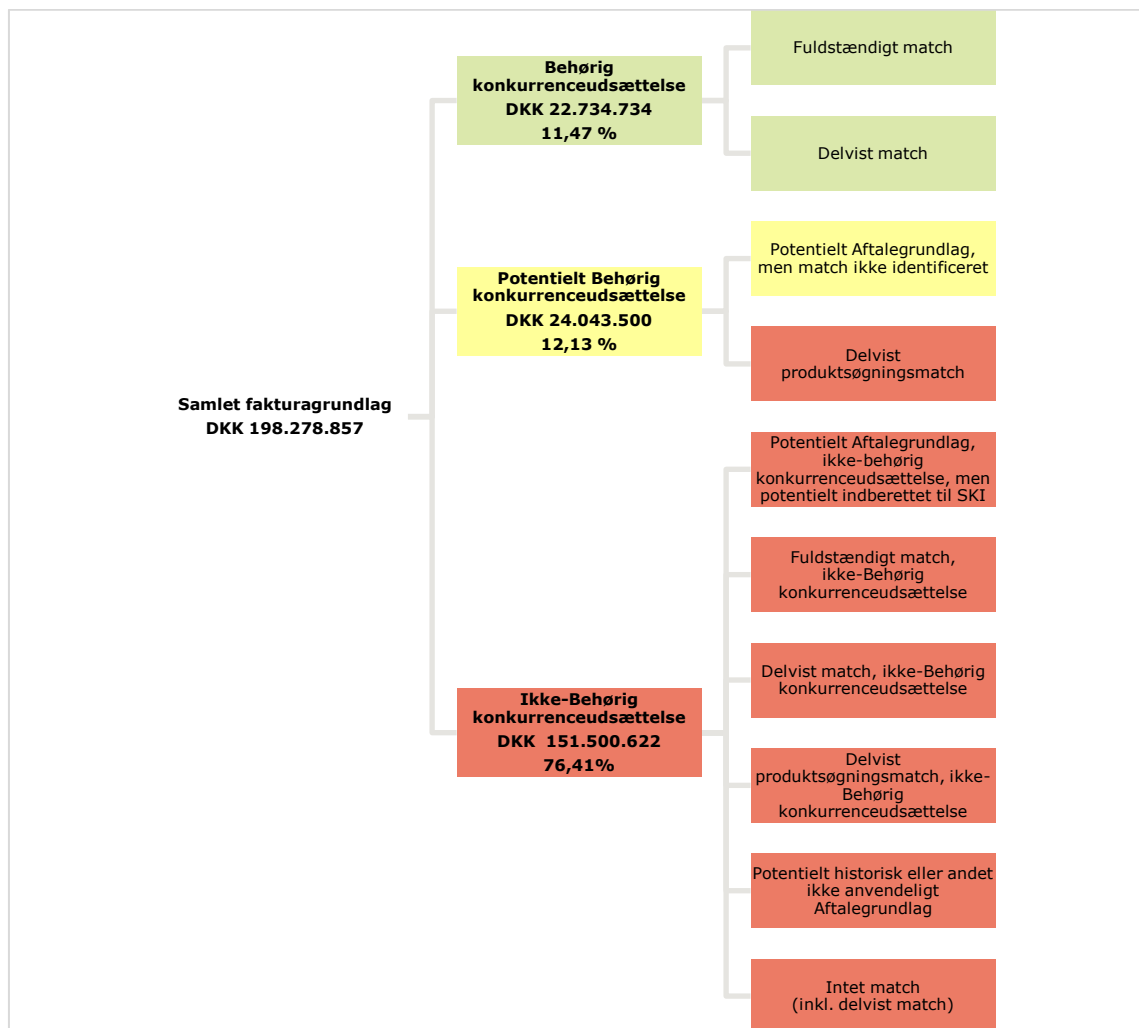 Samlet fakturagrundlag
DKK 198.278.857
Behørig
konkurrenceudsættelse
DKK 22.734.734
11,47 %
Fuldstændigt match
Delvist match
Potentielt Behørig
konkurrenceudsættelse
DKK 24.043.500
12,13 %
Potentielt Aftalegrundlag,
men match ikke identificeret
Delvist
produktsøgningsmatch
Ikke-Behørig
konkurrenceudsættelse
DKK  151.500.622
76,41%
Potentielt Aftalegrundlag,
ikke-behørig
konkurrenceudsættelse, men
potentielt indberettet til SKI
Fuldstændigt match,
ikke-Behørig
konkurrenceudsættelse
Delvist match, ikke-Behørig
konkurrenceudsættelse
Delvist
produktsøgningsmatch, ikke-
Behørig
konkurrenceudsættelse
Potentielt historisk eller andet
ikke anvendeligt
Aftalegrundlag
Intet match
(inkl. delvist match)